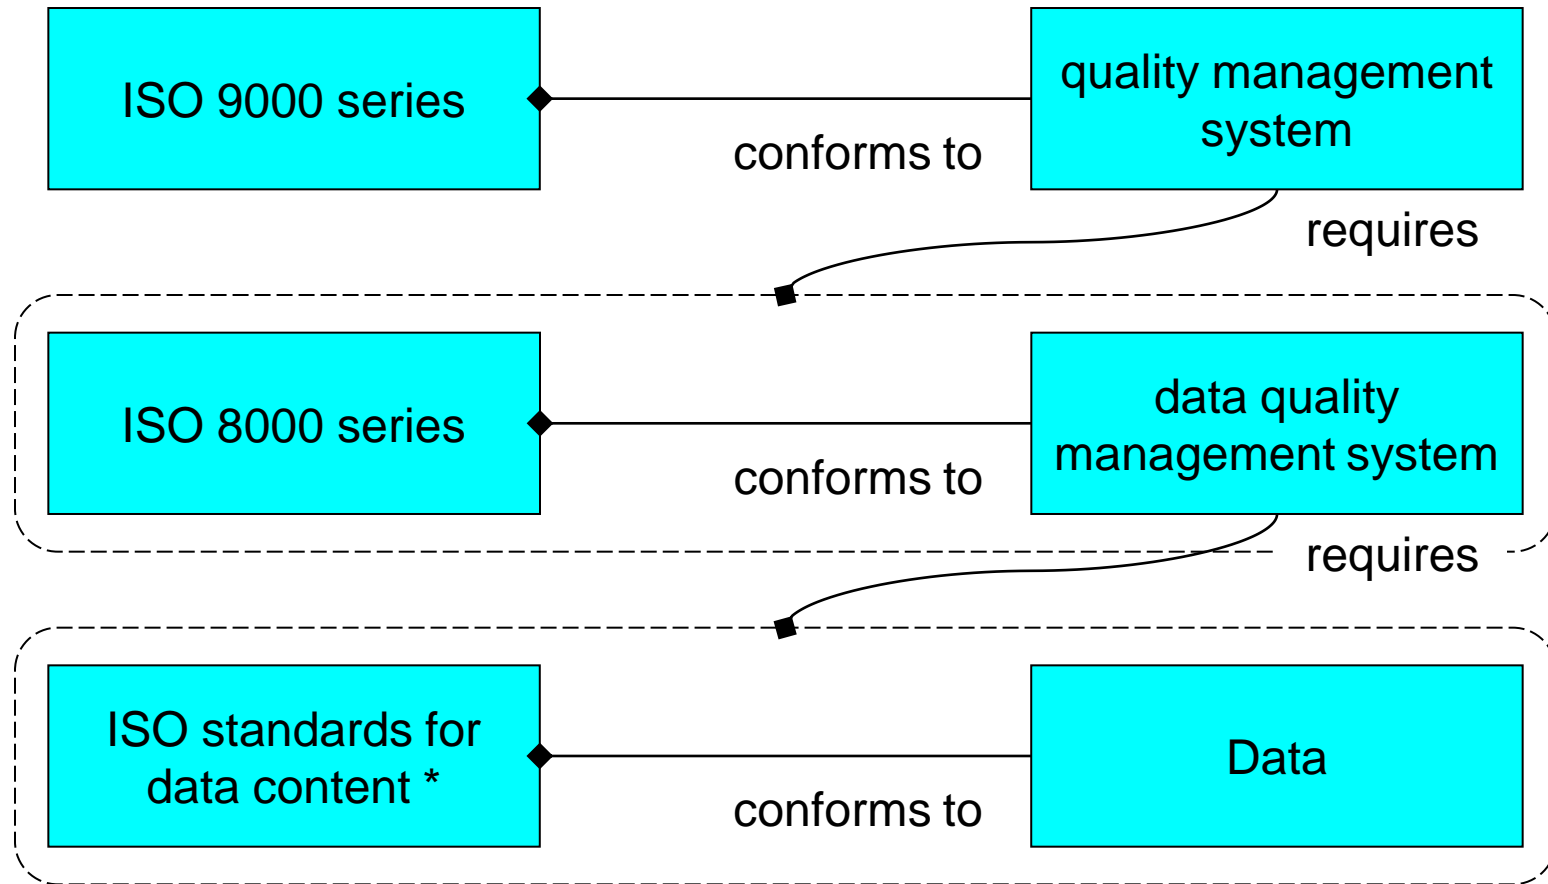 ISO 9000 series
quality management
system
conforms to
requires
ISO 8000 series
data quality
management system
conforms to
requires
ISO standards for
data content *
Data
conforms to